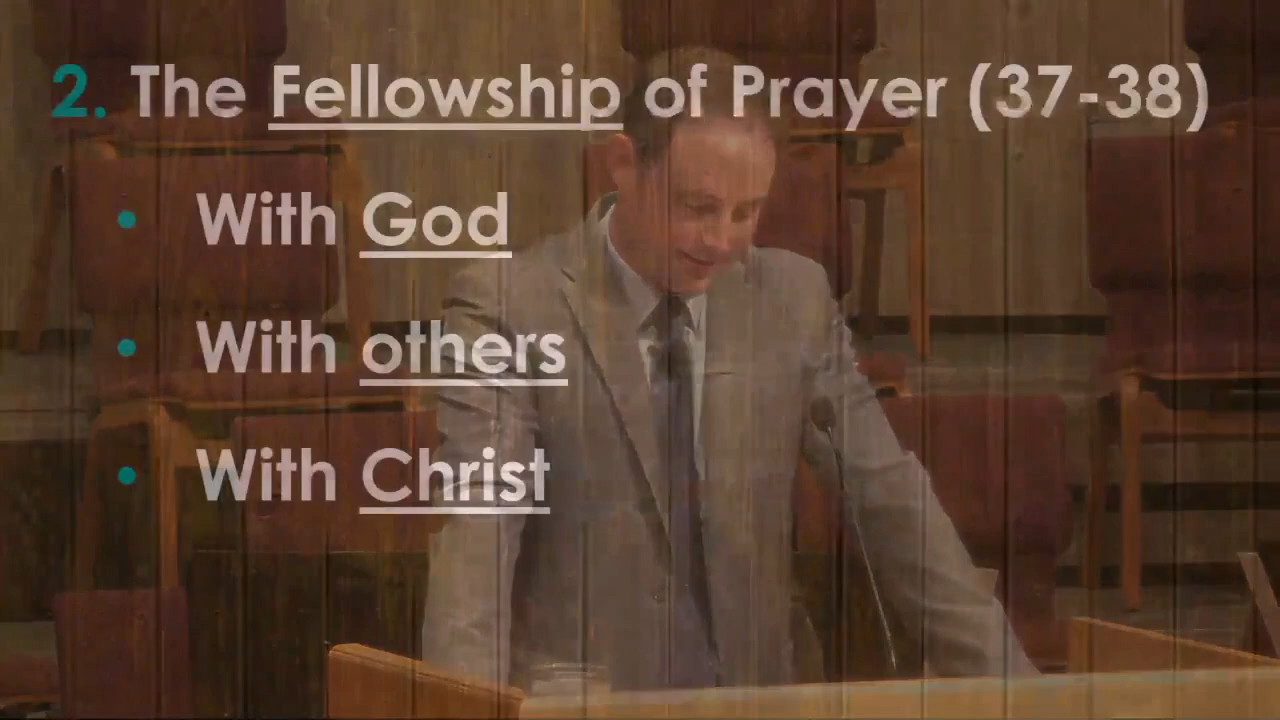 2. The Fellowship of Prayer (37-38)
• With God
• With others
• With Christ